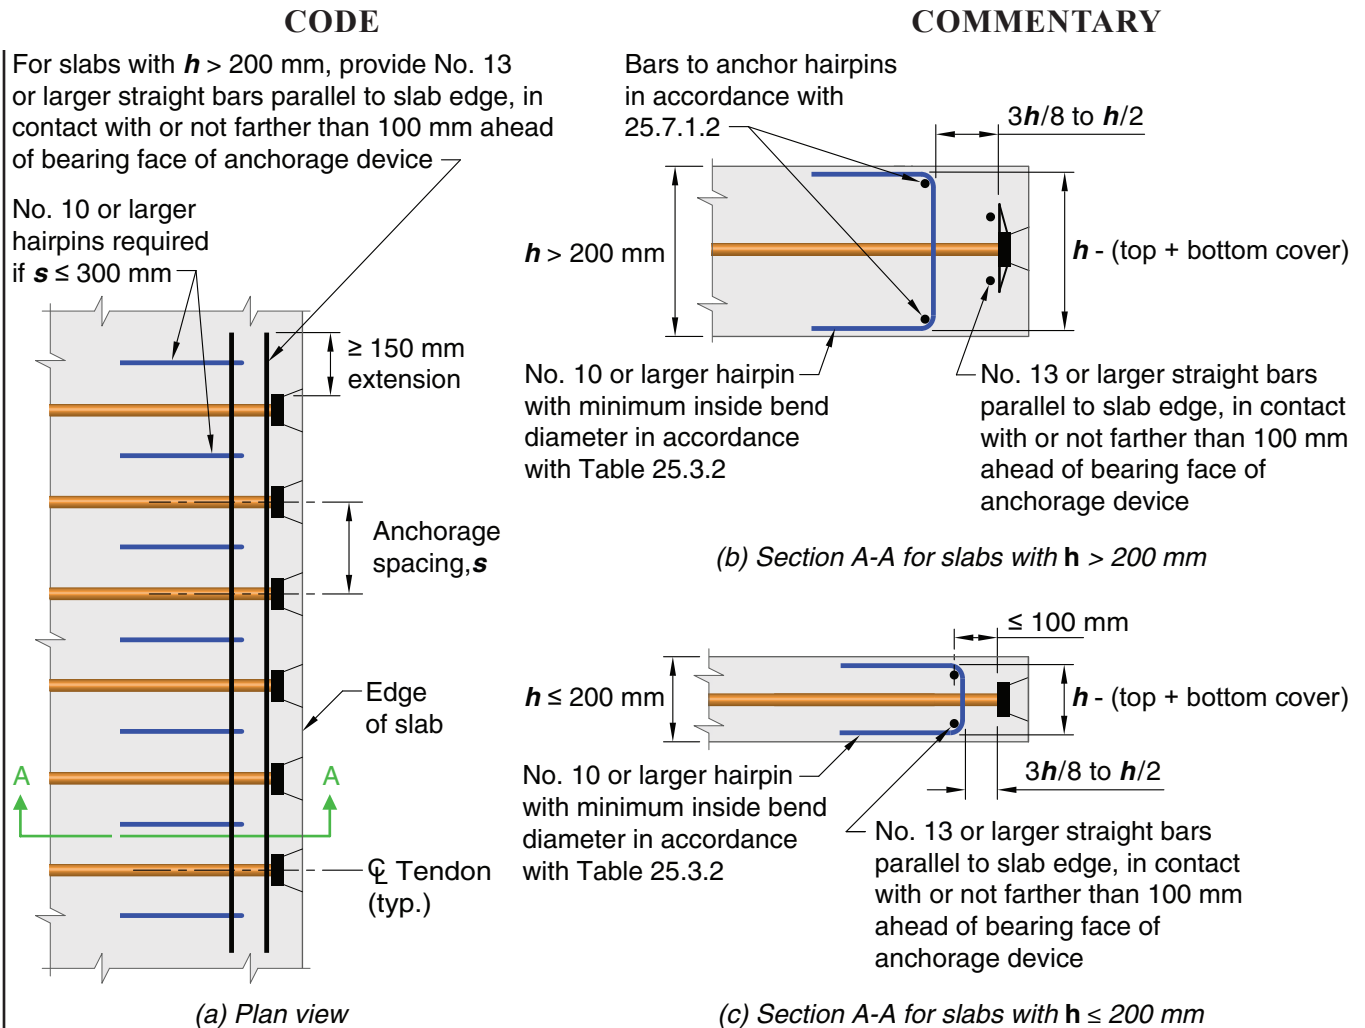 CODE
COMMENTARY
For slabs with h > 200 mm, provide No. 13
or larger straight bars parallel to slab edge, in
contact with or not farther than 100 mm ahead
of bearing face of anchorage device
No. 10 or larger
hairpins required
if s ≤ 300 mm
≥ 150 mm
extension
Anchorage
spacing, s
Edge
of slab
A
A
℄ Tendon
(typ.)
(a) Plan view
Bars to anchor hairpins
in accordance with
25.7.1.2
3h/8 to h/2
h > 200 mm
h - (top + bottom cover)
No. 10 or larger hairpin
with minimum inside bend
diameter in accordance
with Table 25.3.2
No. 13 or larger straight bars
parallel to slab edge, in contact
with or not farther than 100 mm
ahead of bearing face of
anchorage device
(b) Section A-A for slabs with h > 200 mm
≤ 100 mm
h ≤ 200 mm
h - (top + bottom cover)
3h/8 to h/2
No. 10 or larger hairpin
with minimum inside bend
diameter in accordance
with Table 25.3.2
No. 13 or larger straight bars
parallel to slab edge, in contact
with or not farther than 100 mm
ahead of bearing face of
anchorage device
(c) Section A-A for slabs with h ≤ 200 mm